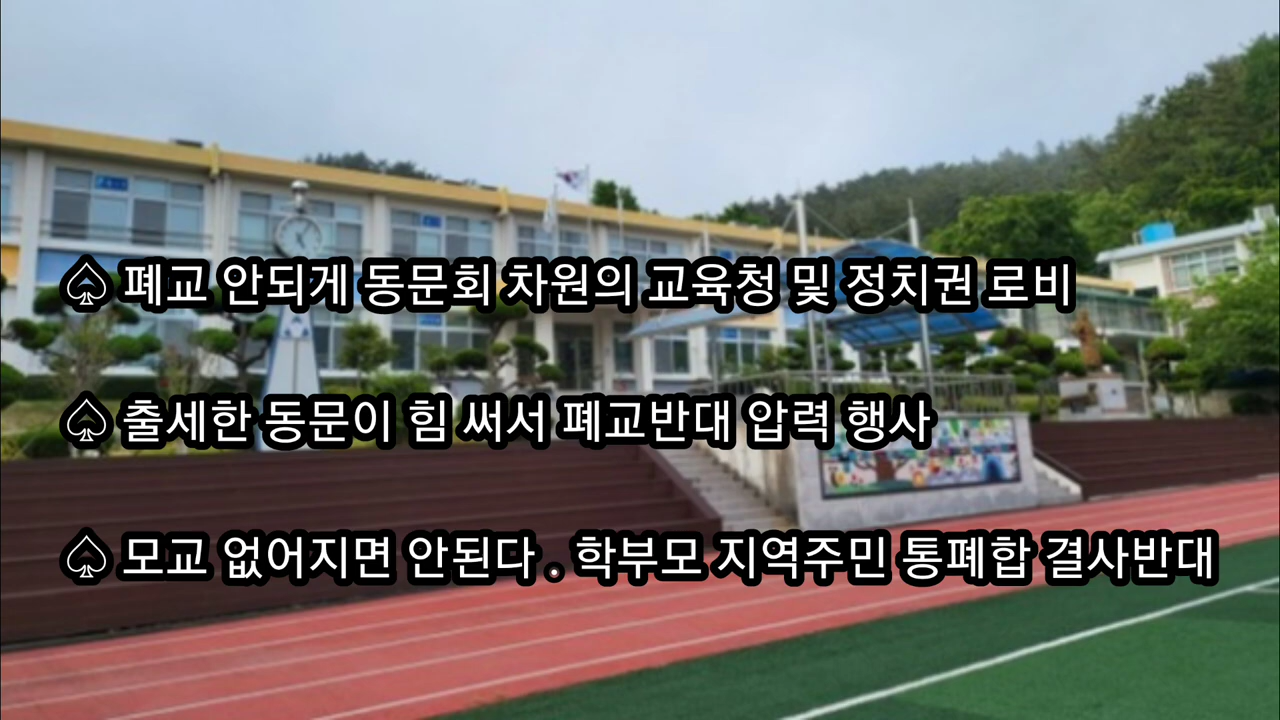 ♤ 폐교 안되게 동문회 차원의 교육청 및 정치권 로비
♤ 출세한 동문이 힘 써서 폐교반대 압력 행사
♤ 모교 없어지면 안된다 . 학부모 지역주민 통폐합 결사반대